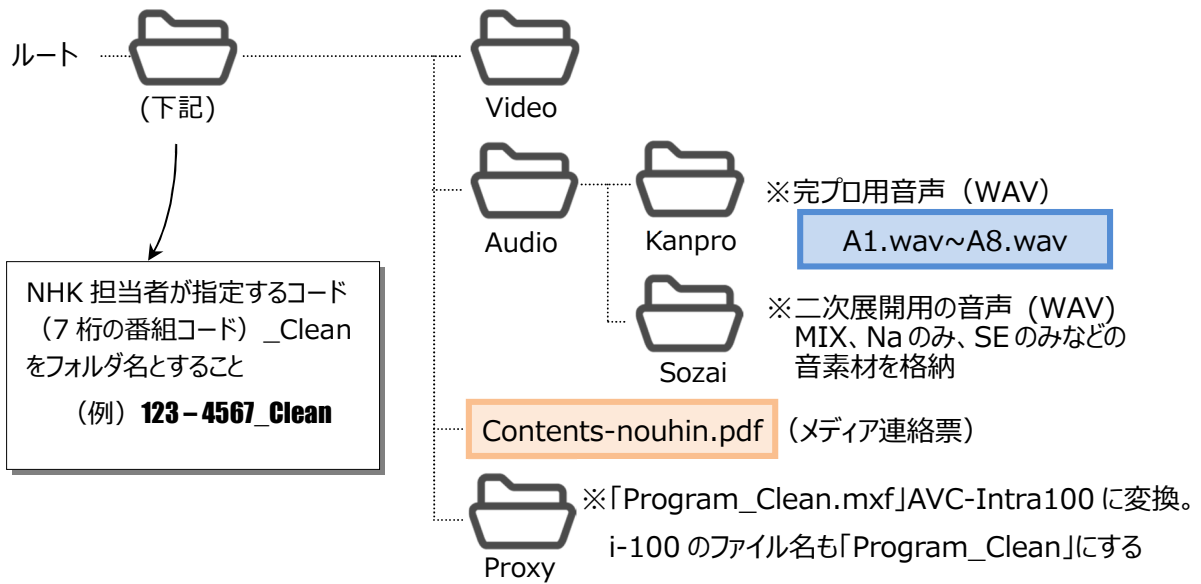 ルート
(下記)
Video
Audio
Kanpro
※完プロ用音声（WAV）
A1.wav~A8.wav
NHK 担当者が指定するコード
（7 桁の番組コード）_Clean
をフォルダ名とすること
（例）123 – 4567_Clean
Sozai
※二次展開用の音声 (WAV)
MIX、Na のみ、SE のみなどの
音素材を格納
Contents-nouhin.pdf
（メディア連絡票）
Proxy
※「Program_Clean.mxf」AVC-Intra100 に変換。
i-100 のファイル名も「Program_Clean」にする